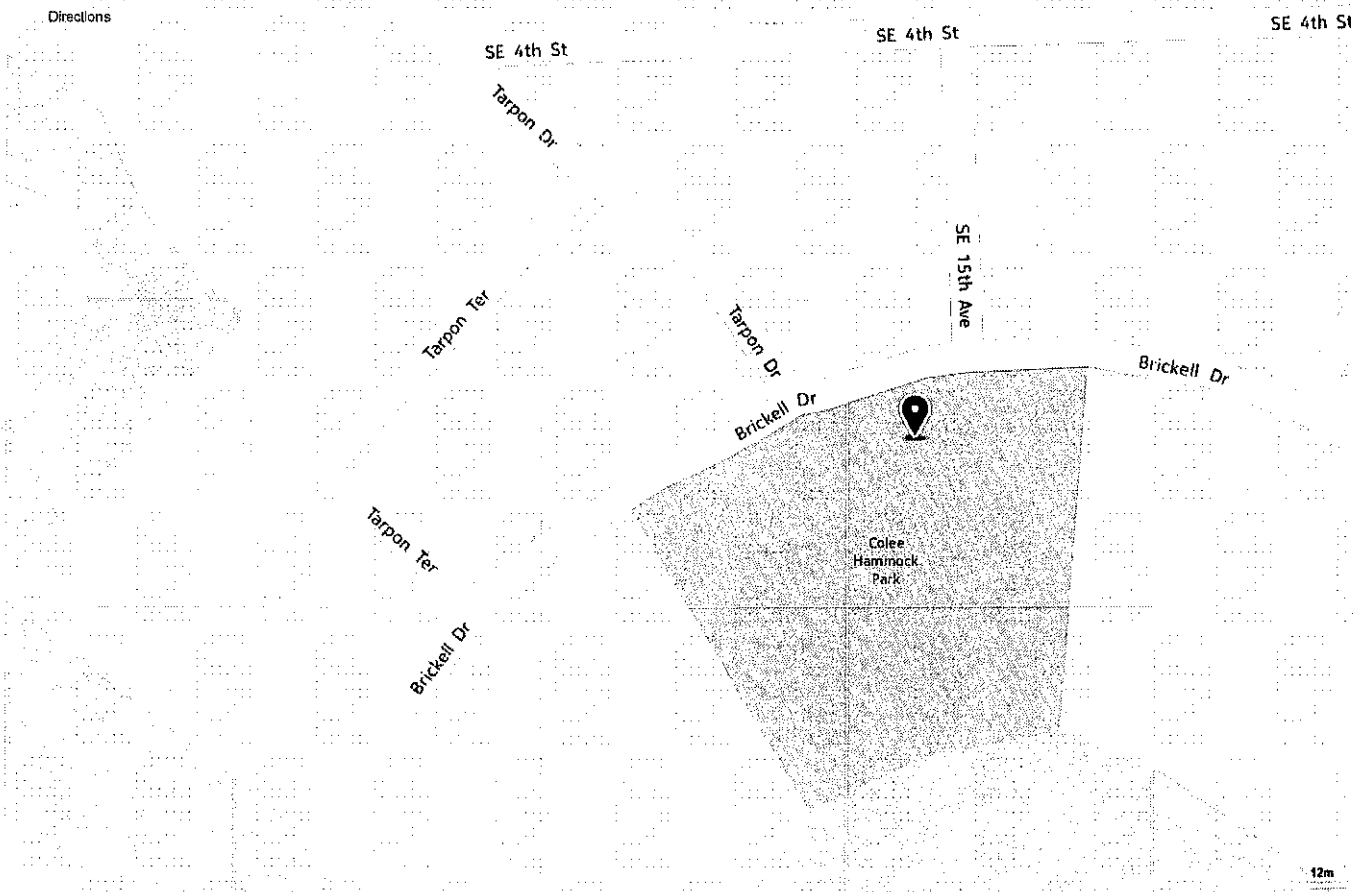 Directions
SE 4th St
SE 4th St
SE 4th St
Tarpon Dr
SE 15th Ave
Tarpon Ter
Tarpon Dr
Brickell Dr
Brickell Dr
Tarpon Ter
Colee
Hammock
Park
Brickell Dr
12m